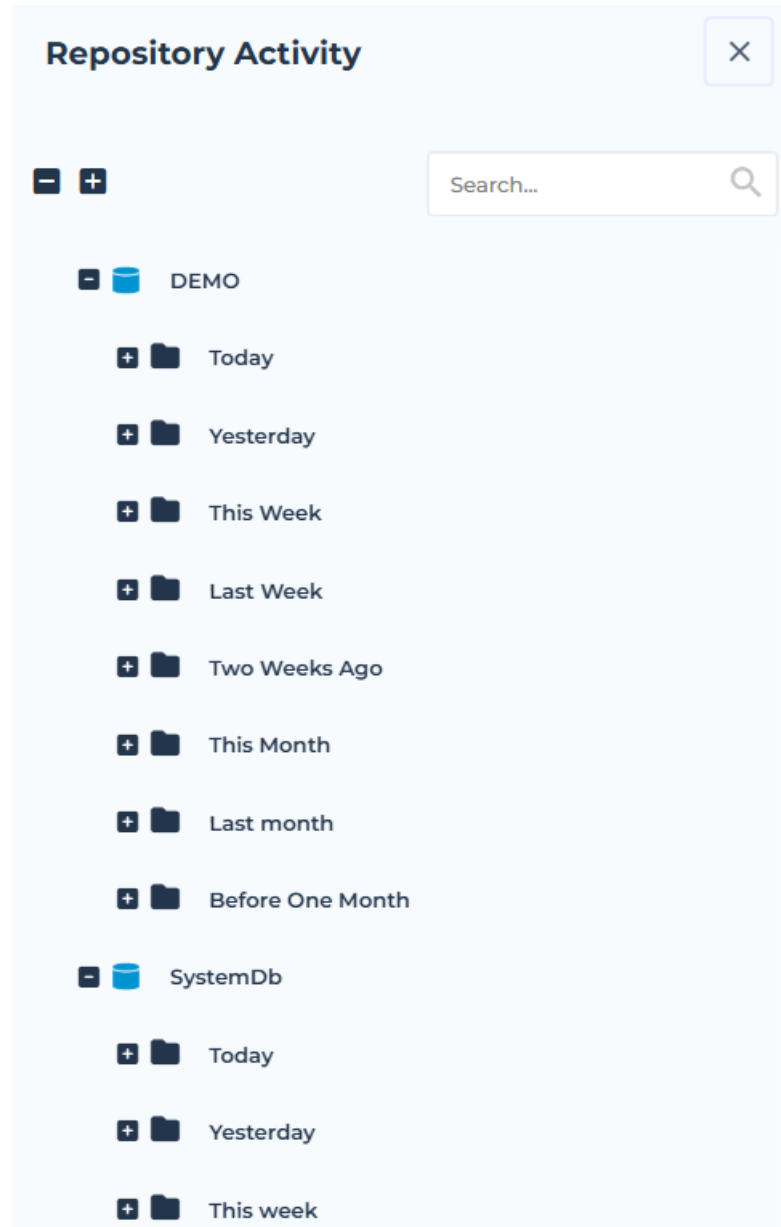 Repository Activity
Search...
DEMO
Today
Yesterday
This Week
Last Week
Two Weeks Ago
This Month
Last month
Before One Month
SystemDb
Today
Yesterday
This week